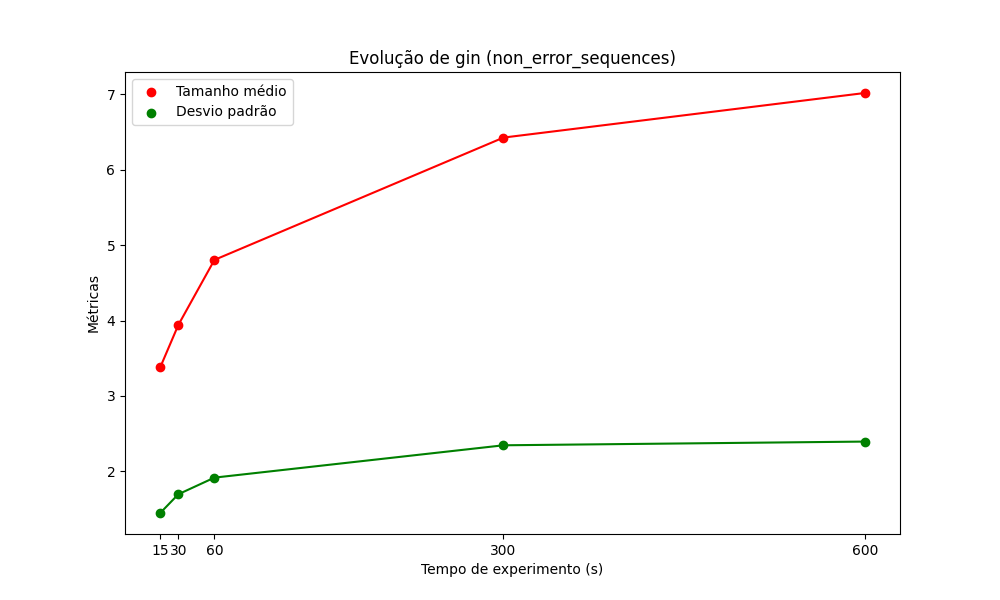 Evolução de gin (non_error_sequences)
Tamanho médio
Desvio padrão
Métricas
7
6
5
4
3
2
15 30 60 300 600
Tempo de experimento (s)